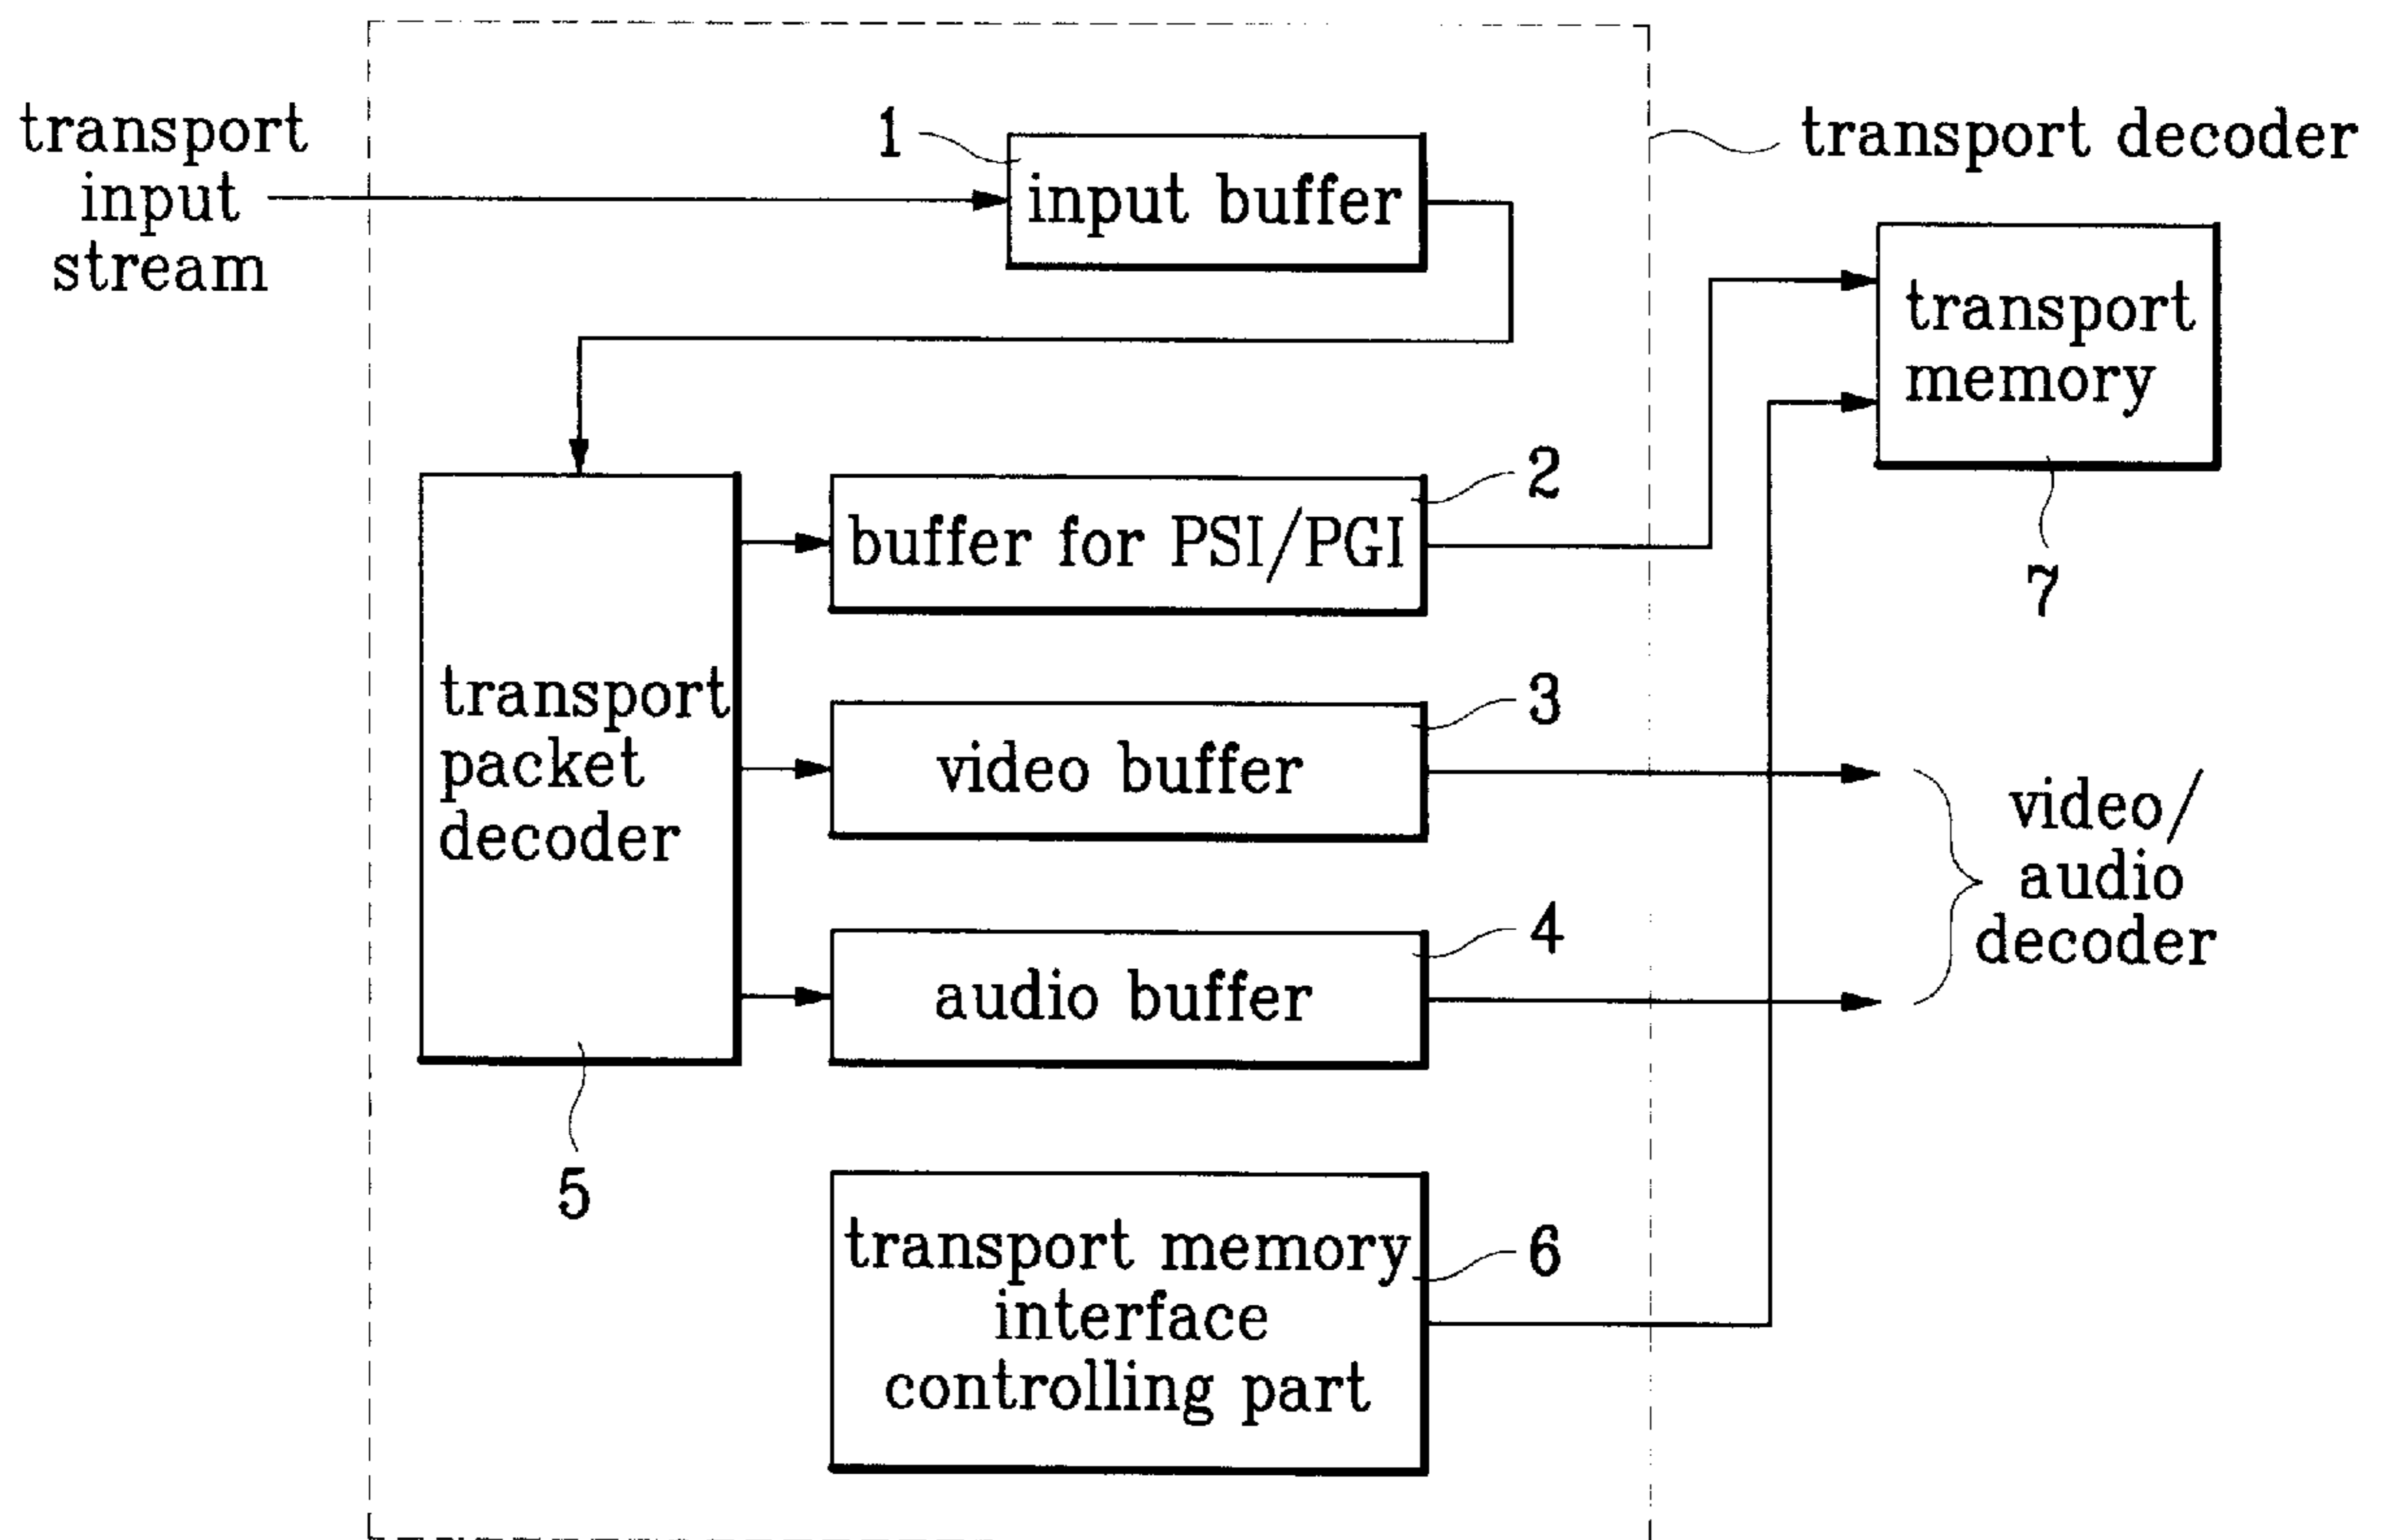 transport
input
stream
1
input buffer
transport decoder
transport
memory
7
2
buffer for PSI/PGI
transport
packet
decoder
5
3
video buffer
video/
audio
decoder
4
audio buffer
6
transport memory
interface
controlling part